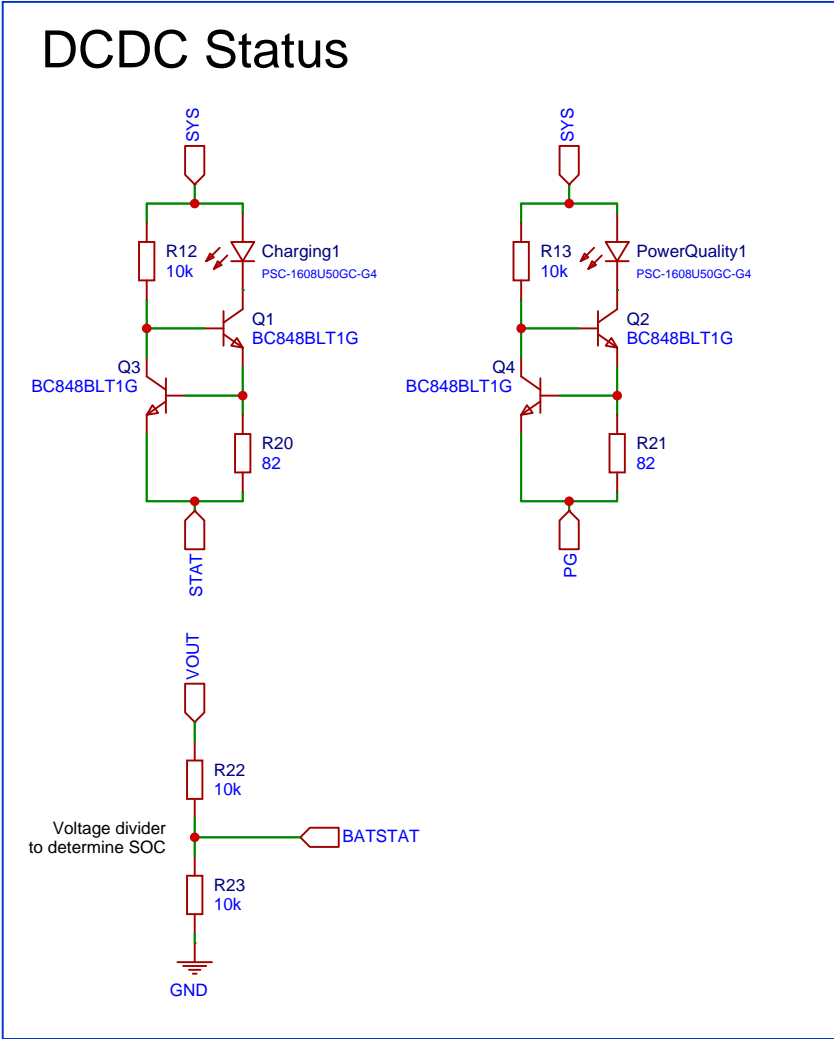 DCDC Status
SYS
R12
10k
Charging1
PSC-1608U50GC-G4
Q1
BC848BLT1G
Q3
BC848BLT1G
R20
82
STAT
SYS
R13
10k
PowerQuality1
PSC-1608U50GC-G4
Q2
BC848BLT1G
Q4
BC848BLT1G
R21
82
PG
VOUT
R22
10k
Voltage divider
to determine SOC
BATSTAT
R23
10k
GND